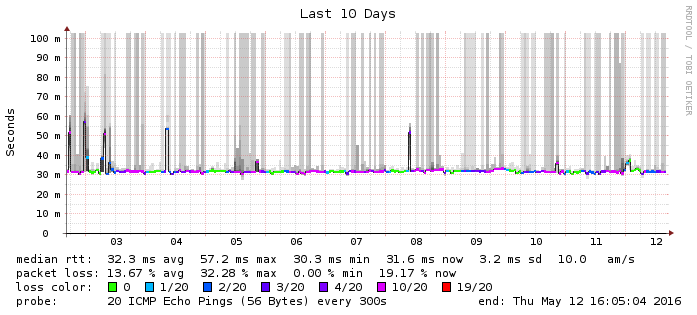 Last 10 Days
RRDTOOL / TOBI OETIKER
Seconds
100 m
90 m
80 m
70 m
60 m
50 m
40 m
30 m
20 m
10 m
0
03 04 05 06 07 08 09 10 11 12
median rtt: 32.3 ms avg 57.2 ms max 30.3 ms min 31.6 ms now 3.2 ms sd 10.0 am/s
packet loss: 13.67 % avg 32.28 % max 0.00 % min 19.17 % now
loss color: 0 1/20 2/20 3/20 4/20 10/20 19/20
probe: 20 ICMP Echo Pings (56 Bytes) every 300s end: Thu May 12 16:05:04 2016